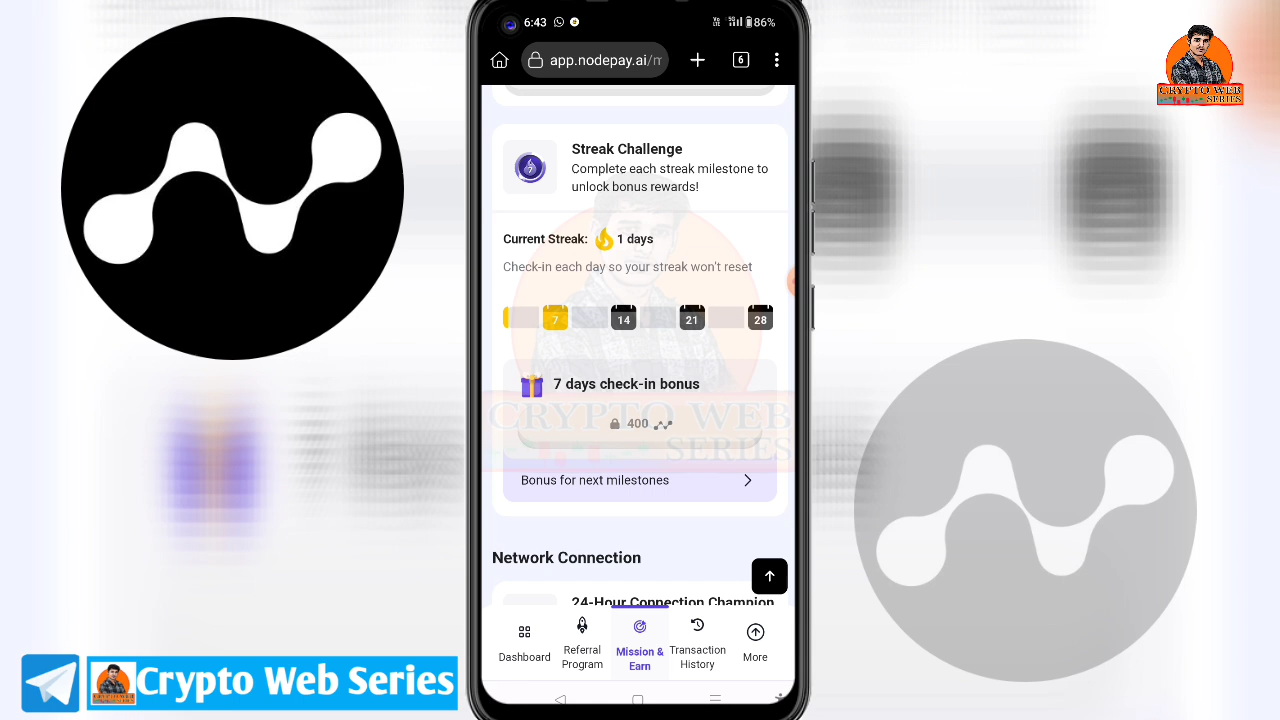 6:43
86%
app.nodepay.ai/m
6
Streak Challenge
Complete each streak milestone to
unlock bonus rewards!
Current Streak: 1 days
Check-in each day so your streak won't reset
7 14 21 28
7 days check-in bonus
400
Bonus for next milestones
Network Connection
24-Hour Connection Champion
Dashboard
Referral
Program
Mission &
Earn
Transaction
History
More
CRYPTO WEB
SERIES
CRYPTO WEB
SERIES
Crypto Web Series